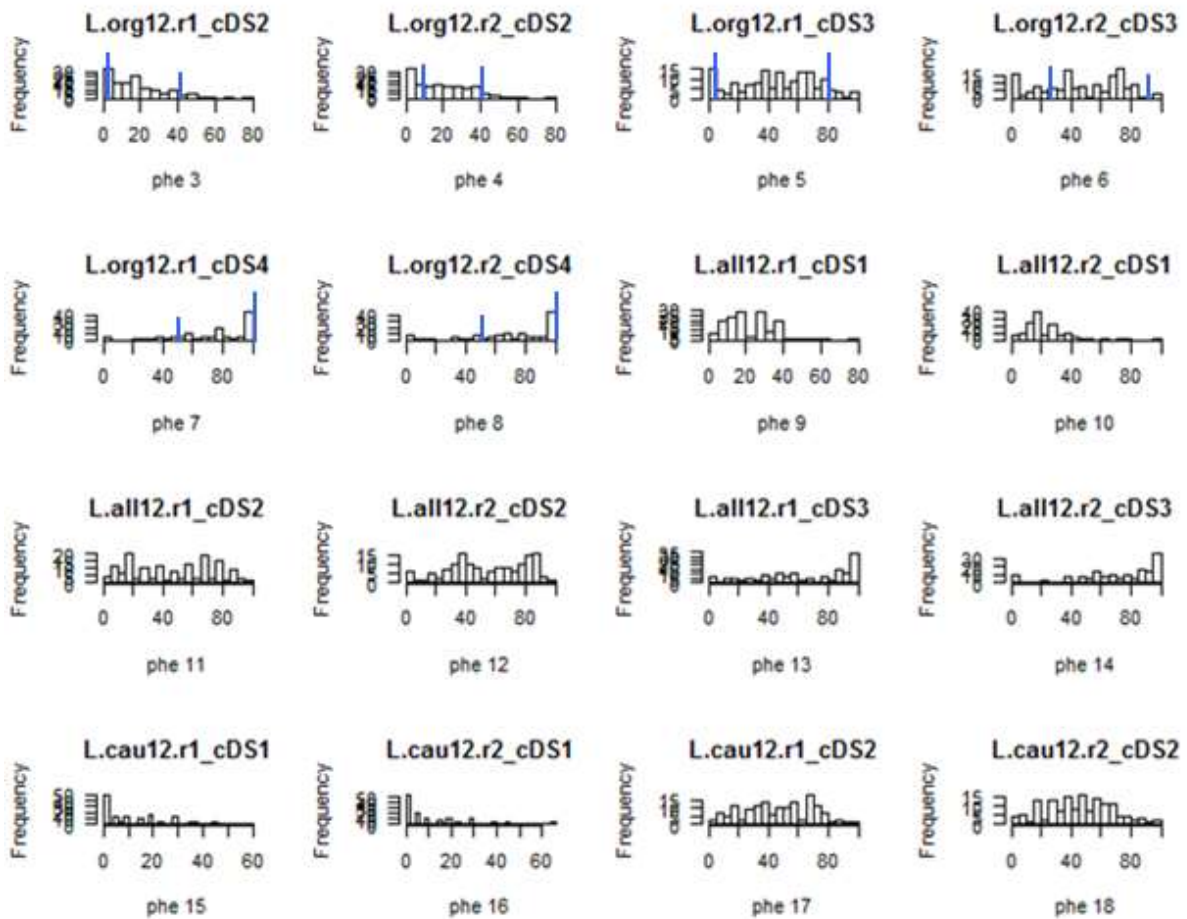 L.org12.r1_cDS2 L.org12.r2_cDS2 L.org12.r1_cDS3 L.org12.r2_cDS3
Frequency Frequency Frequency Frequency
0 20 40 60 80 0 20 40 60 80 0 40 80 0 40 80
phe 3 phe 4 phe 5 phe 6
L.org12.r1_cDS4 L.org12.r2_cDS4 L.all12.r1_cDS1 L.all12.r2_cDS1
Frequency Frequency Frequency Frequency
0 40 80 0 40 80 0 20 40 60 80 0 40 80
phe 7 phe 8 phe 9 phe 10
L.all12.r1_cDS2 L.all12.r2_cDS2 L.all12.r1_cDS3 L.all12.r2_cDS3
Frequency Frequency Frequency Frequency
0 40 80 0 40 80 0 40 80 0 40 80
phe 11 phe 12 phe 13 phe 14
L.cau12.r1_cDS1 L.cau12.r2_cDS1 L.cau12.r1_cDS2 L.cau12.r2_cDS2
Frequency Frequency Frequency Frequency
0 20 40 60 0 20 40 60 0 40 80 0 40 80
phe 15 phe 16 phe 17 phe 18